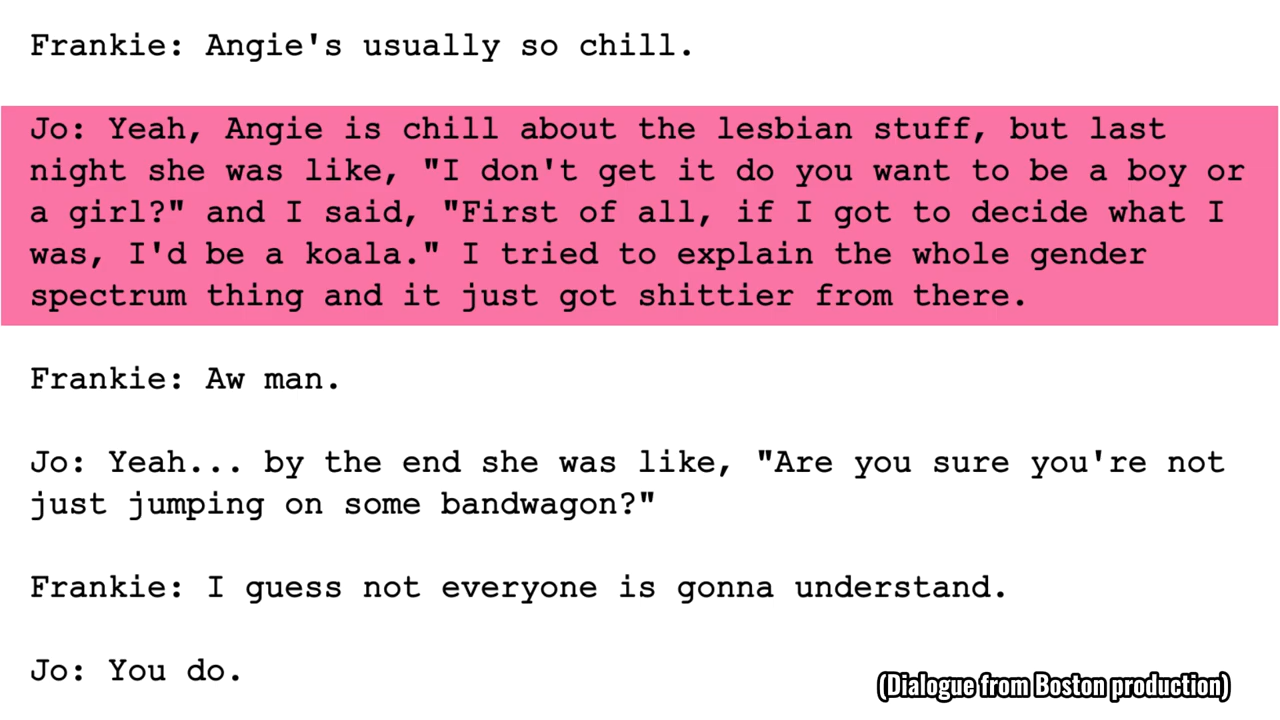 Frankie: Angie's usually so chill.
Jo: Yeah, Angie is chill about the lesbian stuff, but last
night she was like, "I don't get it do you want to be a boy or
a girl?" and I said, "First of all, if I got to decide what I
was, I'd be a koala." I tried to explain the whole gender
spectrum thing and it just got shittier from there.
Frankie: Aw man.
Jo: Yeah... by the end she was like, "Are you sure you're not
just jumping on some bandwagon?"
Frankie: I guess not everyone is gonna understand.
Jo: You do.
(Dialogue from Boston production)